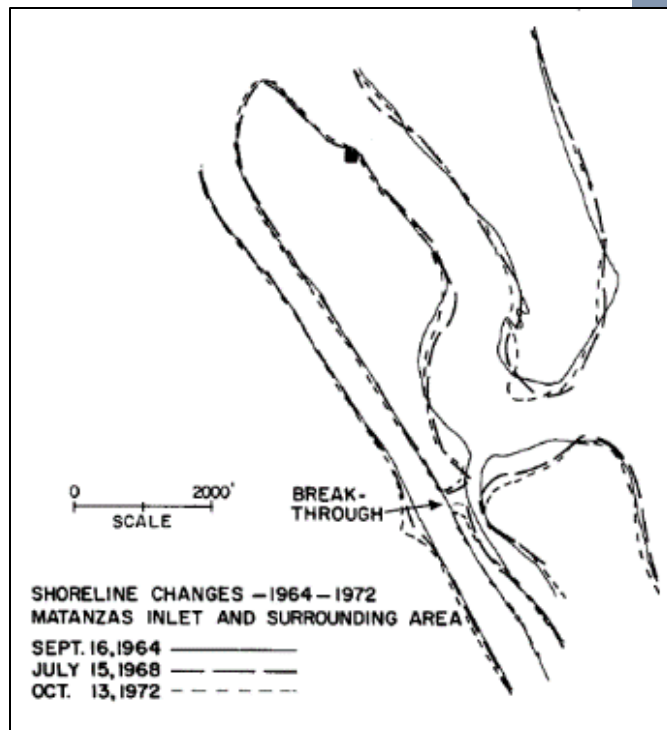 0 2000'
SCALE
BREAK-
THROUGH
SHORELINE CHANGES -1964-1972
MATANZAS INLET AND SURROUNDING AREA
SEPT. 16,1964
JULY 15,1968
OCT. 13,1972